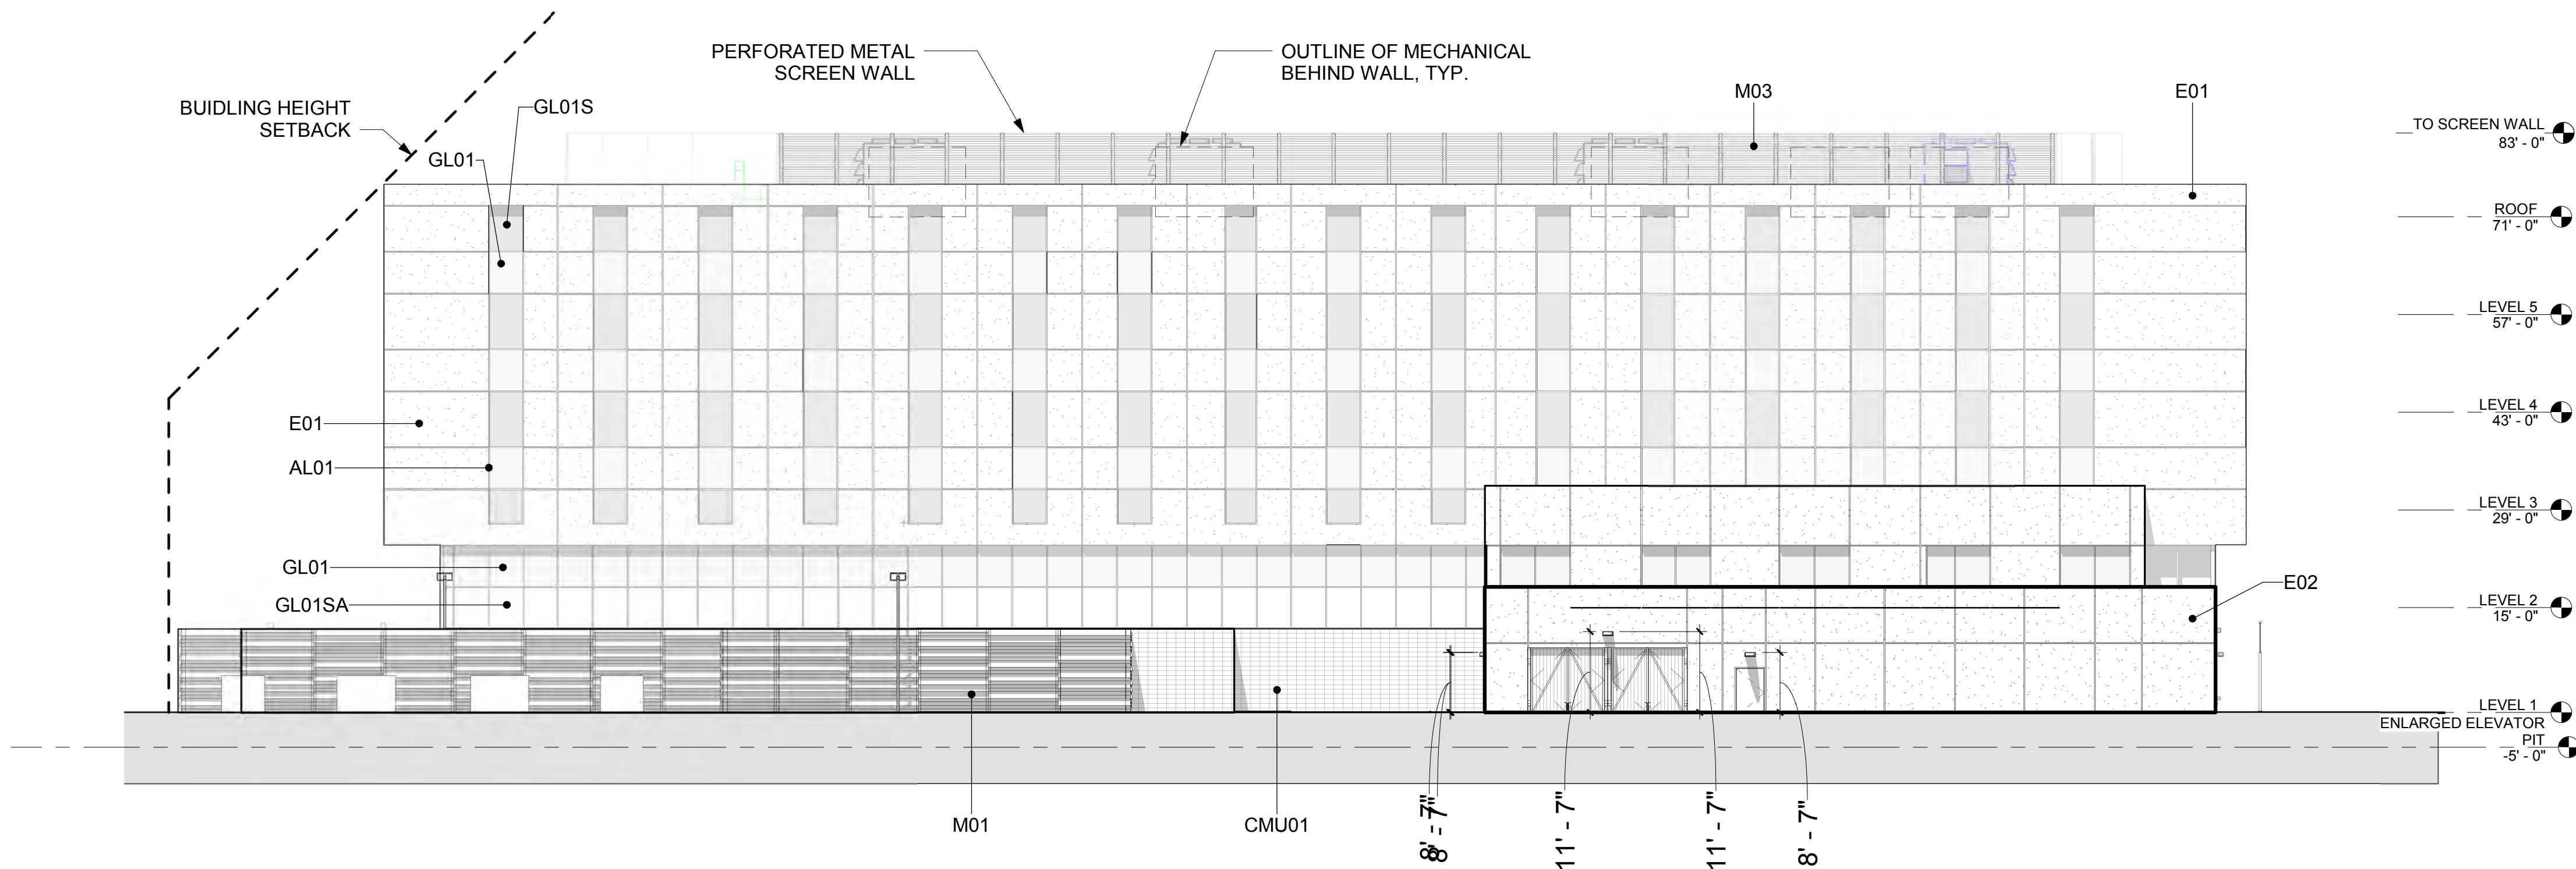 PERFORATED METAL
SCREEN WALL
OUTLINE OF MECHANICAL
BEHIND WALL, TYP.
BUIDLING HEIGHT
SETBACK
GL01S
GL01
M03
E01
TO SCREEN WALL
83' - 0"
ROOF
71' - 0"
LEVEL 5
57' - 0"
E01
LEVEL 4
43' - 0"
AL01
LEVEL 3
29' - 0"
GL01
GL01SA
E02
LEVEL 2
15' - 0"
LEVEL 1
ENLARGED ELEVATOR
PIT
-5' - 0"
M01
CMU01
8' - 7"
8' - 7"
11' - 7"
11' - 7"
8' - 7"